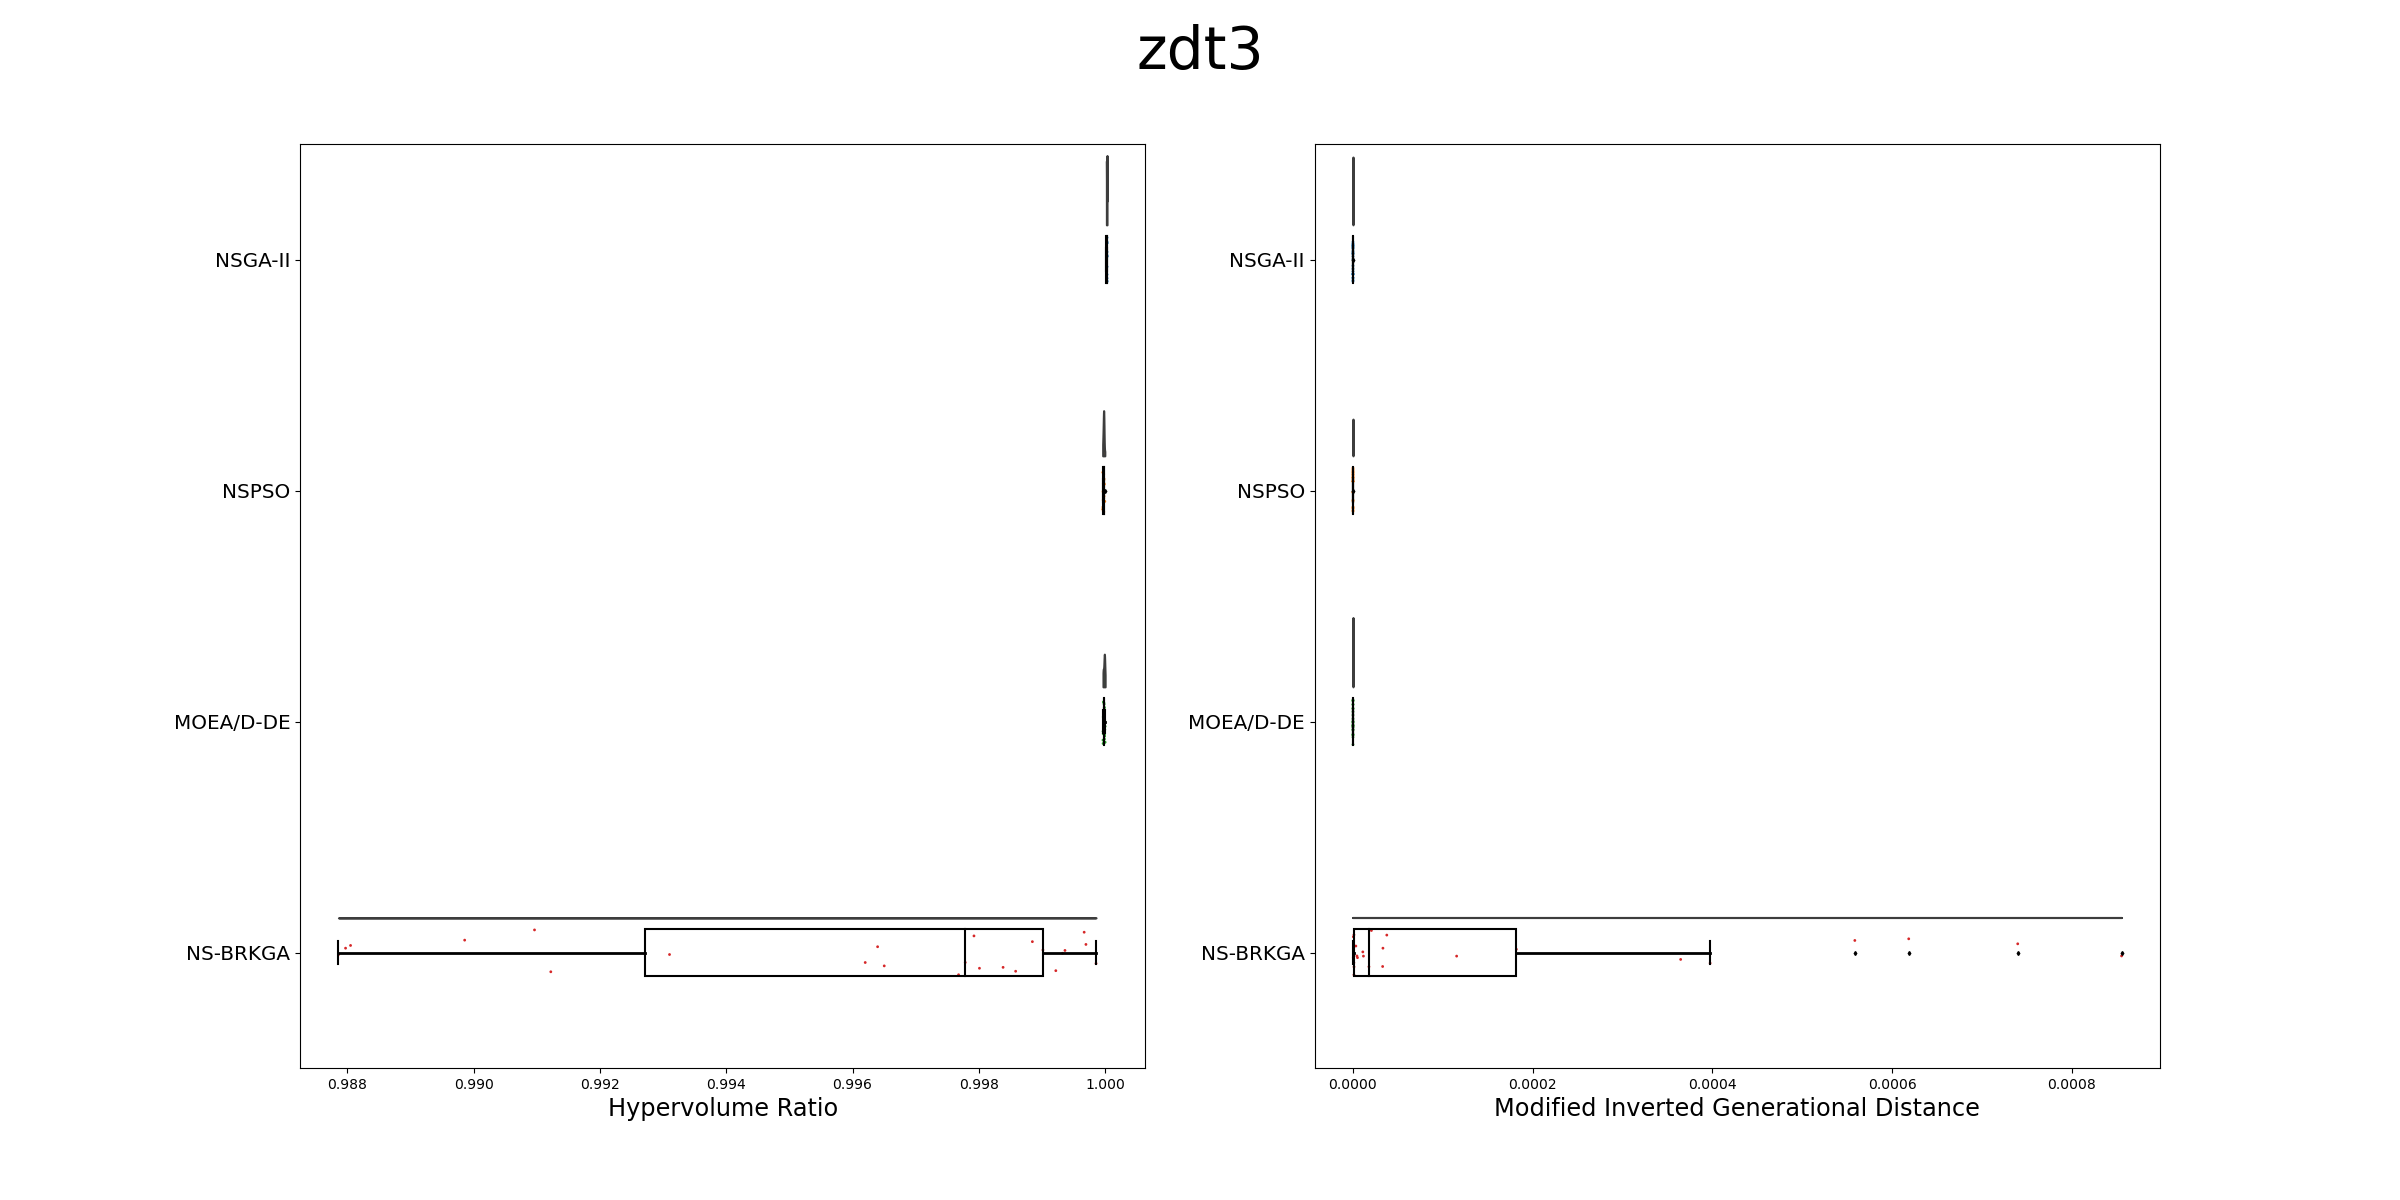 zdt3
NSGA-II
NSPSO
MOEA/D-DE
NS-BRKGA
0.988 0.990 0.992 0.994 0.996 0.998 1.000
Hypervolume Ratio
NSGA-II
NSPSO
MOEA/D-DE
NS-BRKGA
0.0000 0.0002 0.0004 0.0006 0.0008
Modified Inverted Generational Distance